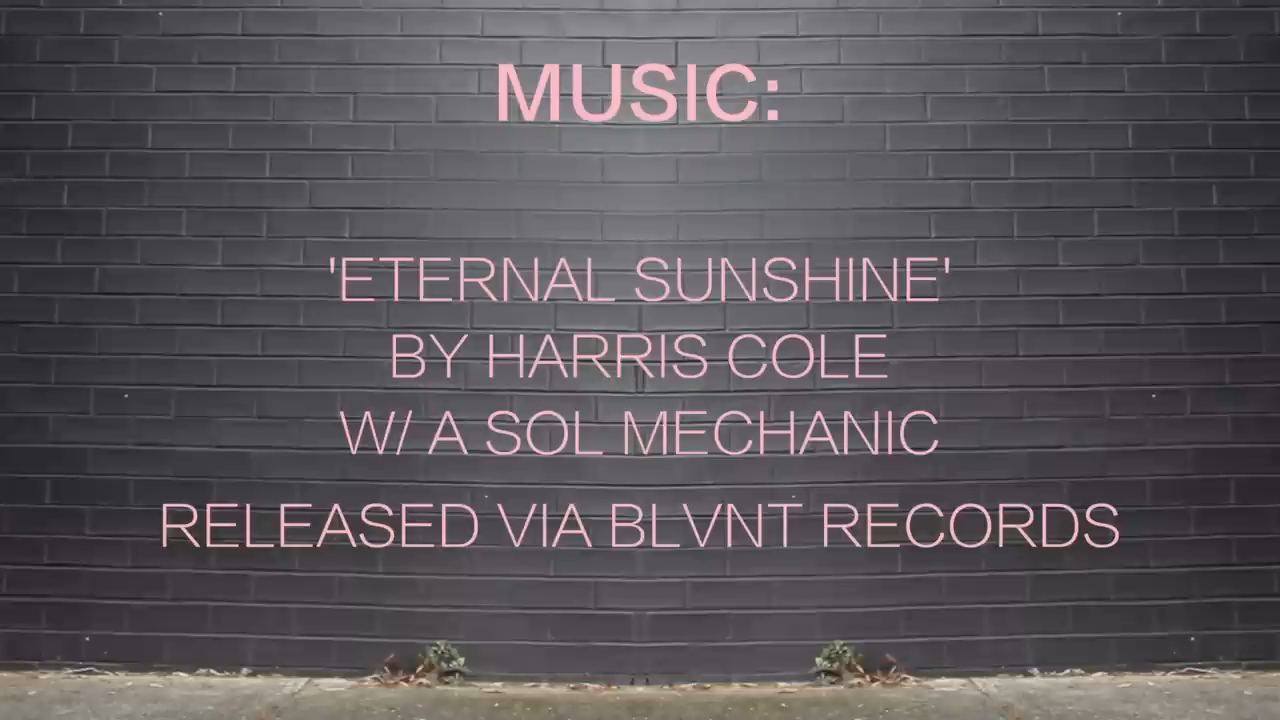 MUSIC:
'ETERNAL SUNSHINE'
BY HARRIS COLE
W/ A SOL MECHANIC
RELEASED VIA BLVNT RECORDS